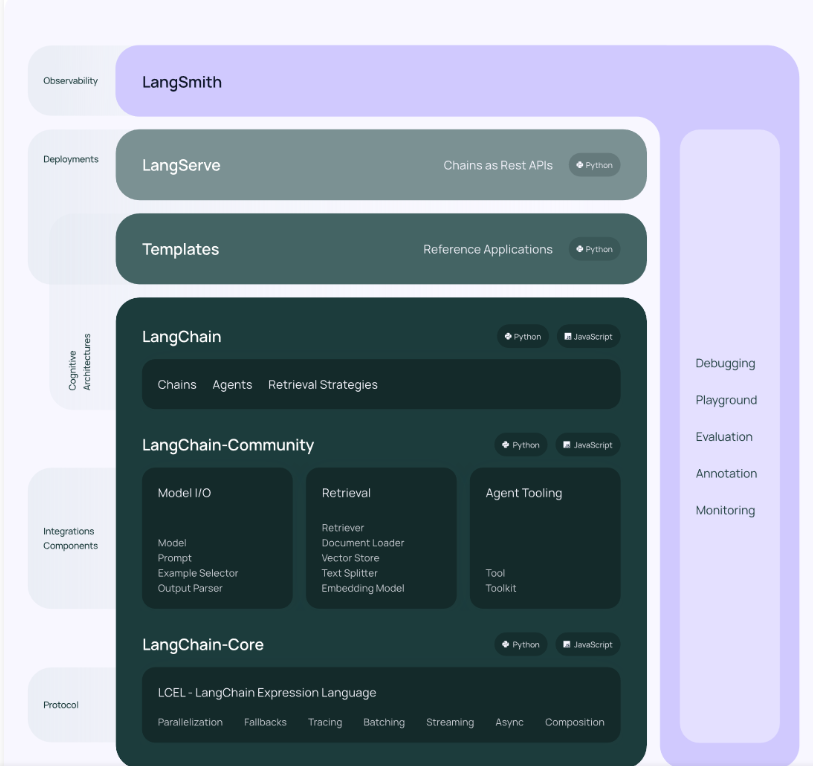 Observability
LangSmith
Deployments
LangServe
Chains as Rest APIs
Python
Templates
Reference Applications
Python
Cognitive
Architectures
LangChain
Python
JavaScript
Chains Agents Retrieval Strategies
LangChain-Community
Python
JavaScript
Integrations
Components
Model I/O
Model
Prompt
Example Selector
Output Parser
Retrieval
Retriever
Document Loader
Vector Store
Text Splitter
Embedding Model
Agent Tooling
Tool
Toolkit
LangChain-Core
Python
JavaScript
Protocol
LCEL - LangChain Expression Language
Parallelization Fallbacks Tracing Batching Streaming Async Composition
Debugging
Playground
Evaluation
Annotation
Monitoring